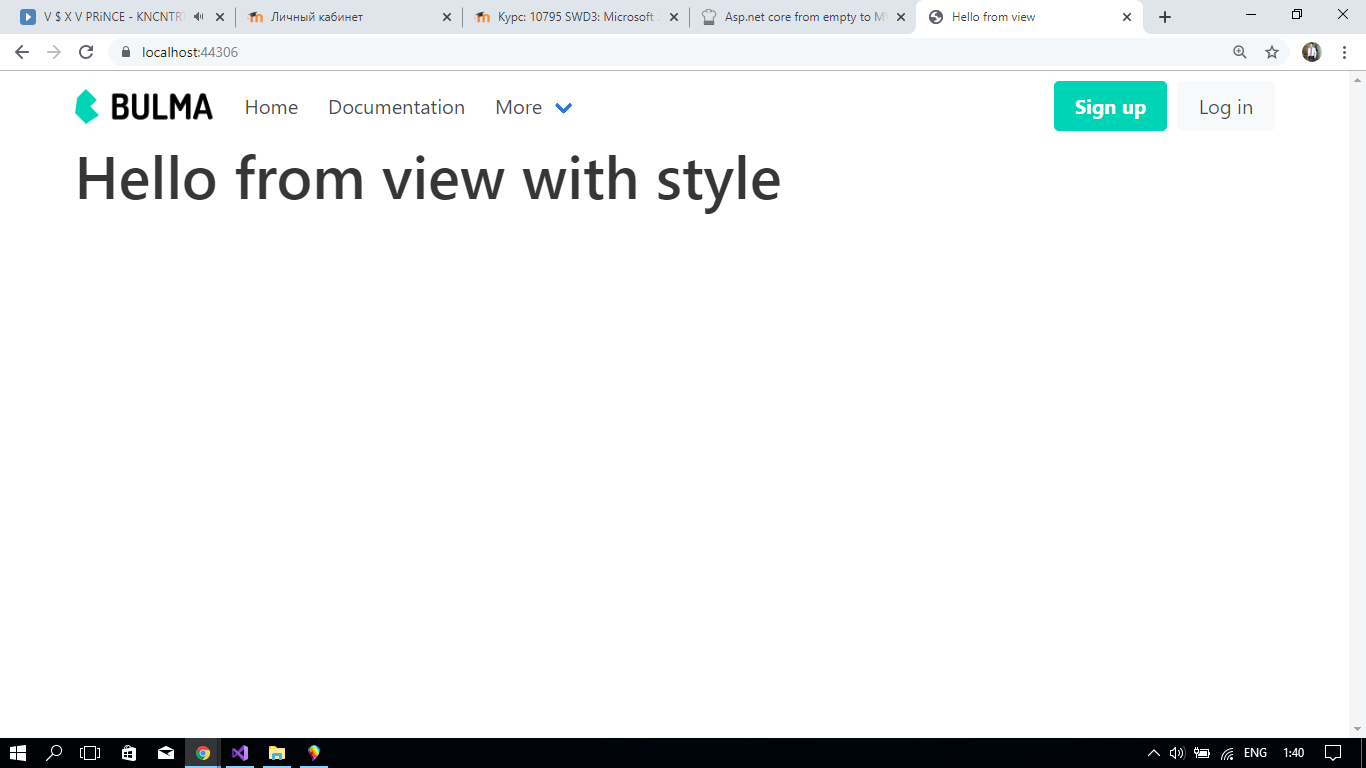 V $ X V PRiNCE - KNCNTR
Личный кабинет
Курс: 10795 SWD3: Microsoft
Asp.net core from empty to M
Hello from view
localhost:44306
BULMA
Home
Documentation
More
Sign up
Log in
Hello from view with style
ENG
1:40